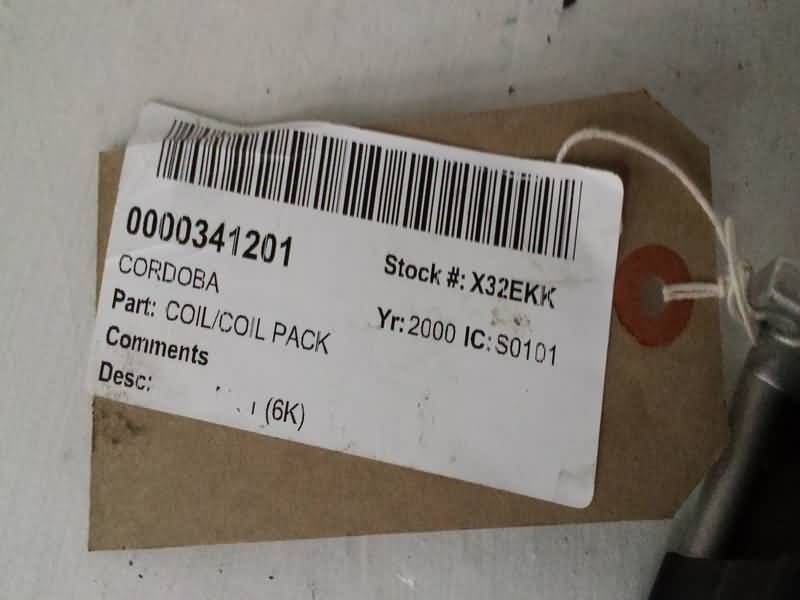 0000341201
CORDOBA
Stock #: X32EKK
Part: COIL/COIL PACK
Yr: 2000 IC: S0101
Comments
Desc: (6K)